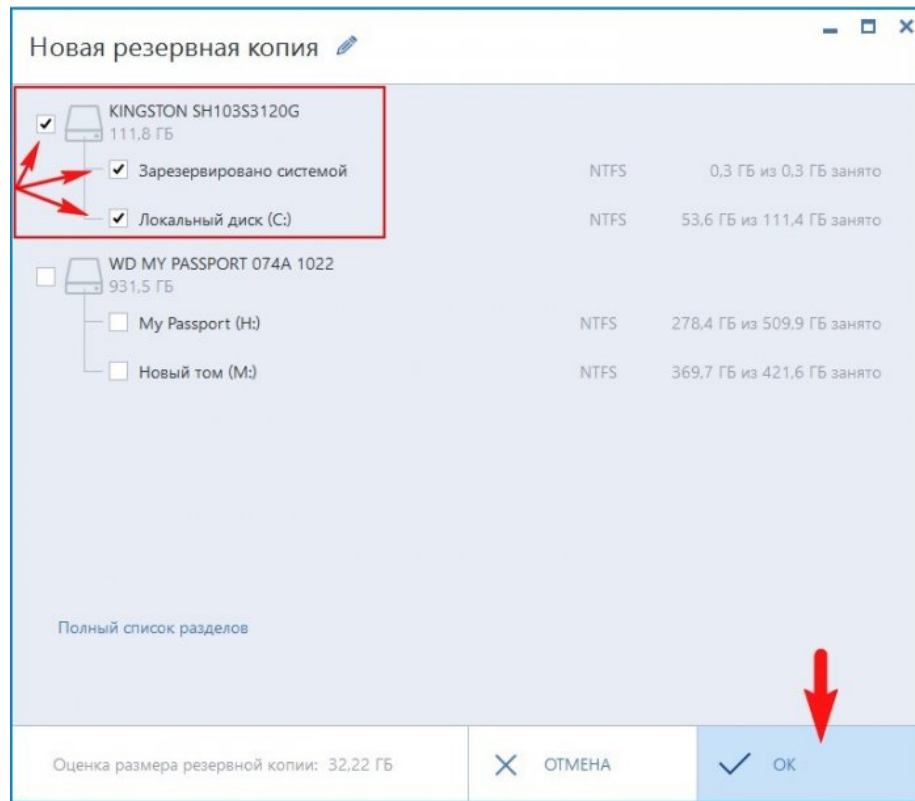 Новая резервная копия
KINGSTON SH103S3120G
111,8 ГБ
Зарезервировано системой NTFS 0,3 ГБ из 0,3 ГБ занято
Локальный диск (C:) NTFS 53,6 ГБ из 111,4 ГБ занято
WD MY PASSPORT 074A 1022
931,5 ГБ
My Passport (H:) NTFS 278,4 ГБ из 509,9 ГБ занято
Новый том (M:) NTFS 369,7 ГБ из 421,6 ГБ занято
Полный список разделов
Оценка размера резервной копии: 32,22 ГБ ОТМЕНА ОК